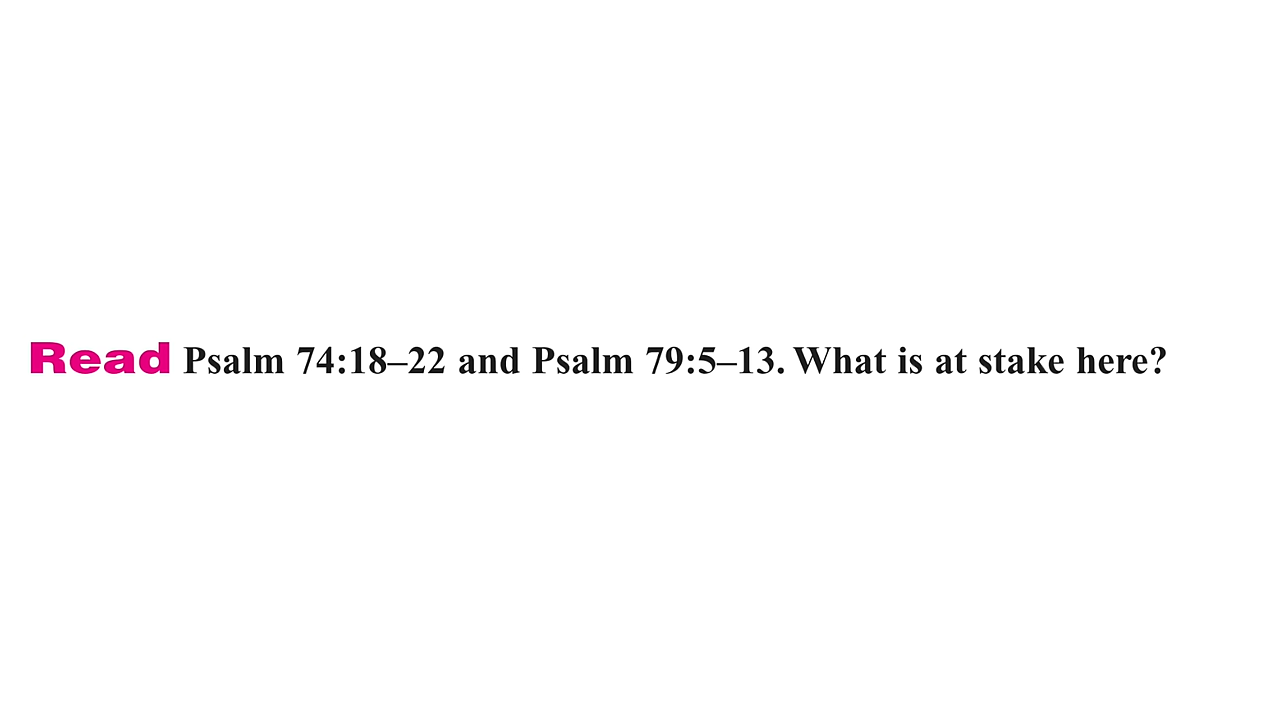 Read Psalm 74:18–22 and Psalm 79:5–13. What is at stake here?